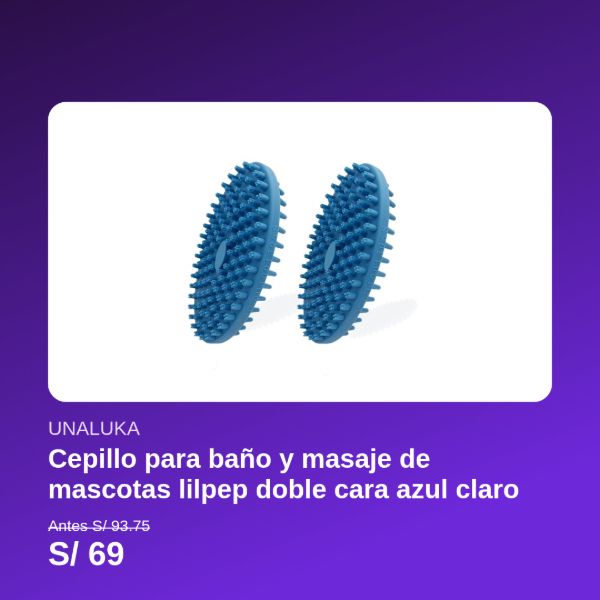 UNALUKA
Cepillo para baño y masaje de
mascotas lilpep doble cara azul claro
Antes S/ 93.75
S/ 69